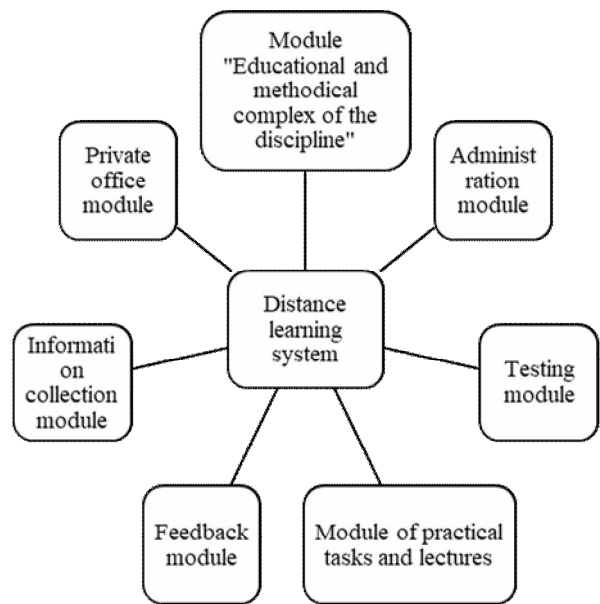 Module
"Educational and
methodical
complex of the
discipline"
Private
office
module
Administ
ration
module
Distance
learning
system
Informati
on
collection
module
Testing
module
Feedback
module
Module of practical
tasks and lectures